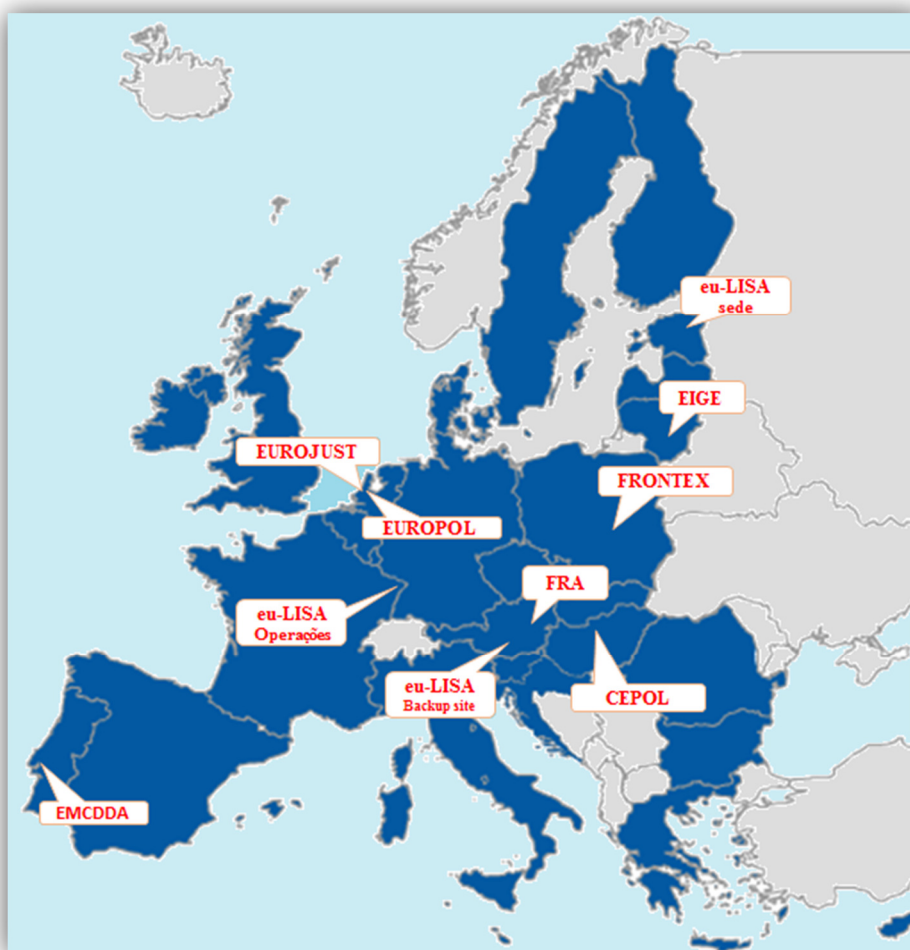 eu-LISA
sede
EIGE
EUROJUST
FRONTEX
EUROPOL
FRA
eu-LISA
Operações
eu-LISA
Backup site
CEPOL
EMCDDA